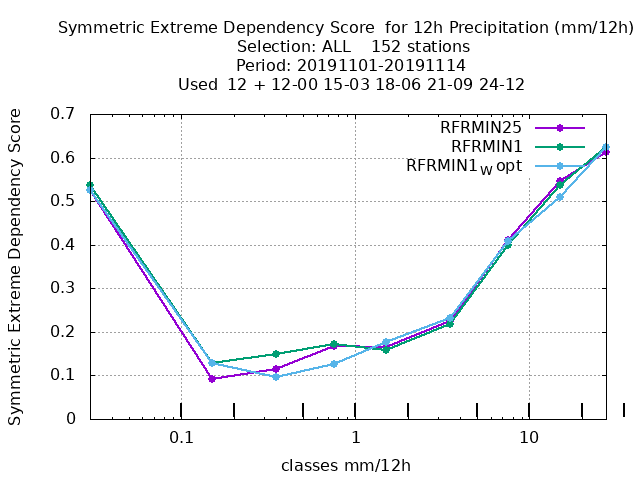 Symmetric Extreme Dependency Score  for 12h Precipitation (mm/12h)
Selection: ALL    152 stations
Period: 20191101-20191114
Used  12 + 12-00 15-03 18-06 21-09 24-12
RFRMIN25
RFRMIN1
RFRMIN1W opt
Symmetric Extreme Dependency Score
0.7
0.6
0.5
0.4
0.3
0.2
0.1
0
0.1 1 10
classes mm/12h